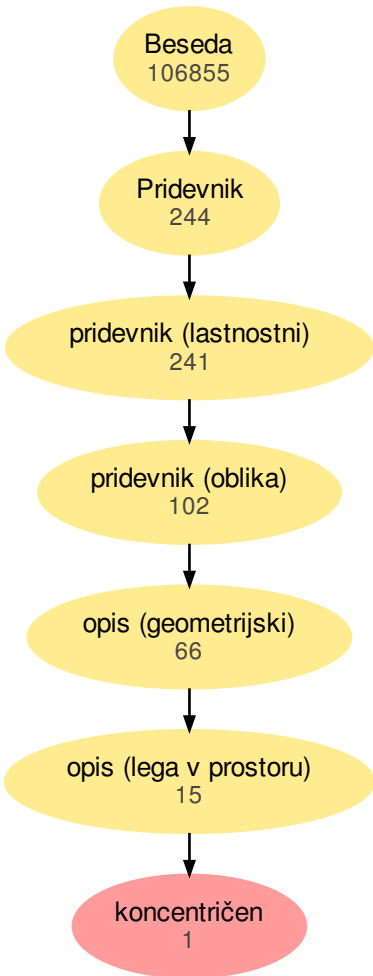 Beseda
106855
Pridevnik
244
pridevnik (lastnostni)
241
pridevnik (oblika)
102
opis (geometrijski)
66
opis (lega v prostoru)
15
koncentričen
1